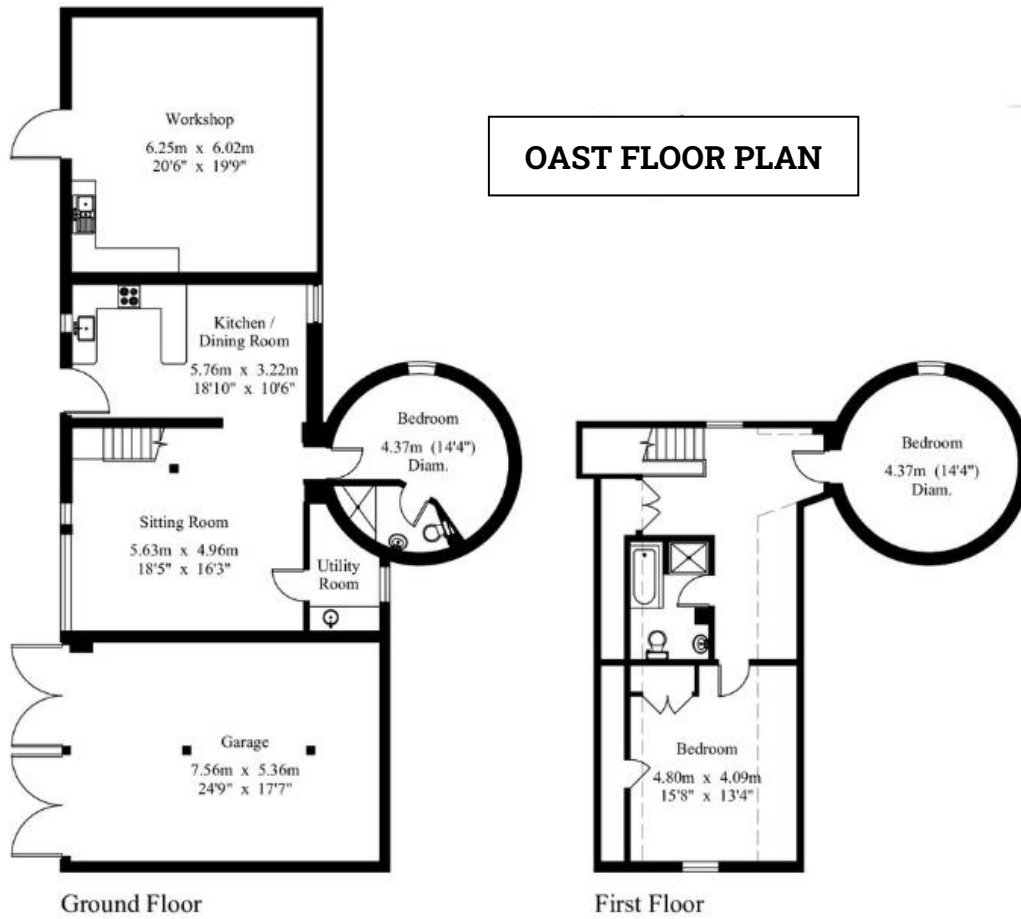 OAST FLOOR PLAN
Workshop
6.25m x 6.02m
20'6" x 19'9"
Kitchen /
Dining Room
5.76m x 3.22m
18'10" x 10'6"
Bedroom
4.37m (14'4")
Diam.
Sitting Room
5.63m x 4.96m
18'5" x 16'3"
Utility
Room
Garage
7.56m x 5.36m
24'9" x 17'7"
Ground Floor
Bedroom
4.37m (14'4")
Diam.
Bedroom
4.80m x 4.09m
15'8" x 13'4"
First Floor